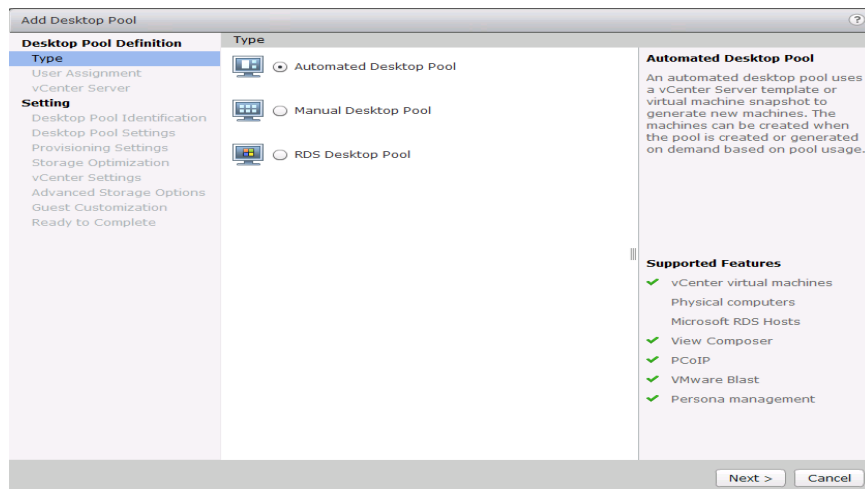 Add Desktop Pool
?
Desktop Pool Definition
Type
User Assignment
vCenter Server
Setting
Desktop Pool Identification
Desktop Pool Settings
Provisioning Settings
Storage Optimization
vCenter Settings
Advanced Storage Options
Guest Customization
Ready to Complete
Type
Automated Desktop Pool
Manual Desktop Pool
RDS Desktop Pool
Automated Desktop Pool
An automated desktop pool uses
a vCenter Server template or
virtual machine snapshot to
generate new machines. The
machines can be created when
the pool is created or generated
on demand based on pool usage.
Supported Features
vCenter virtual machines
Physical computers
Microsoft RDS Hosts
View Composer
PCoIP
VMware Blast
Persona management
Next >
Cancel